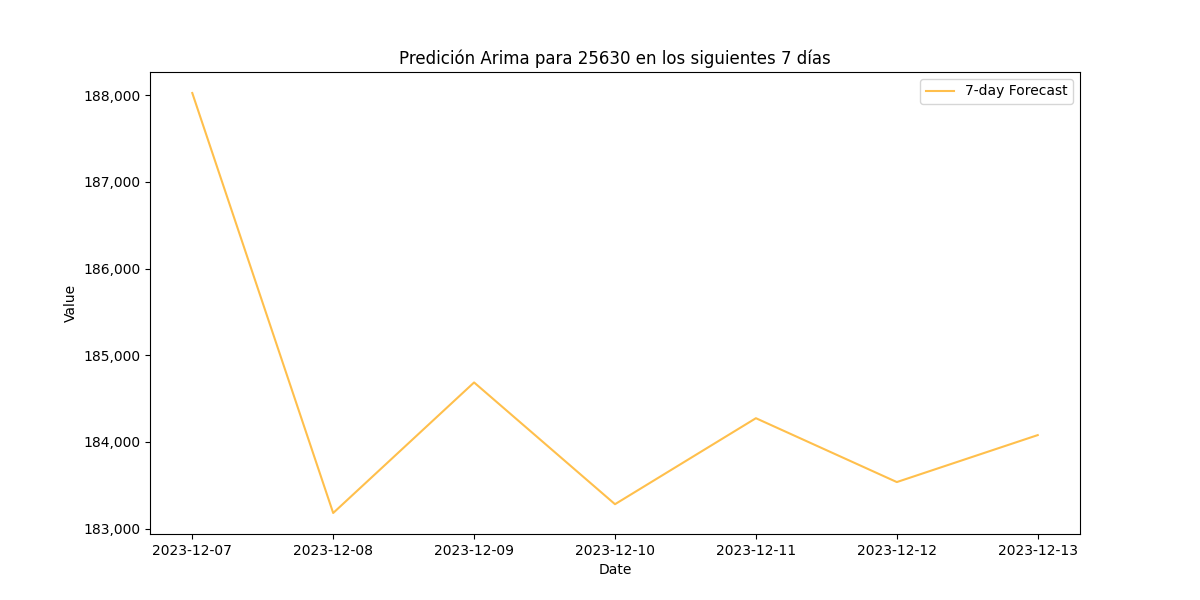 Predición Arima para 25630 en los siguientes 7 días
7-day Forecast
188,000
187,000
186,000
185,000
184,000
183,000
Value
2023-12-07 2023-12-08 2023-12-09 2023-12-10 2023-12-11 2023-12-12 2023-12-13
Date